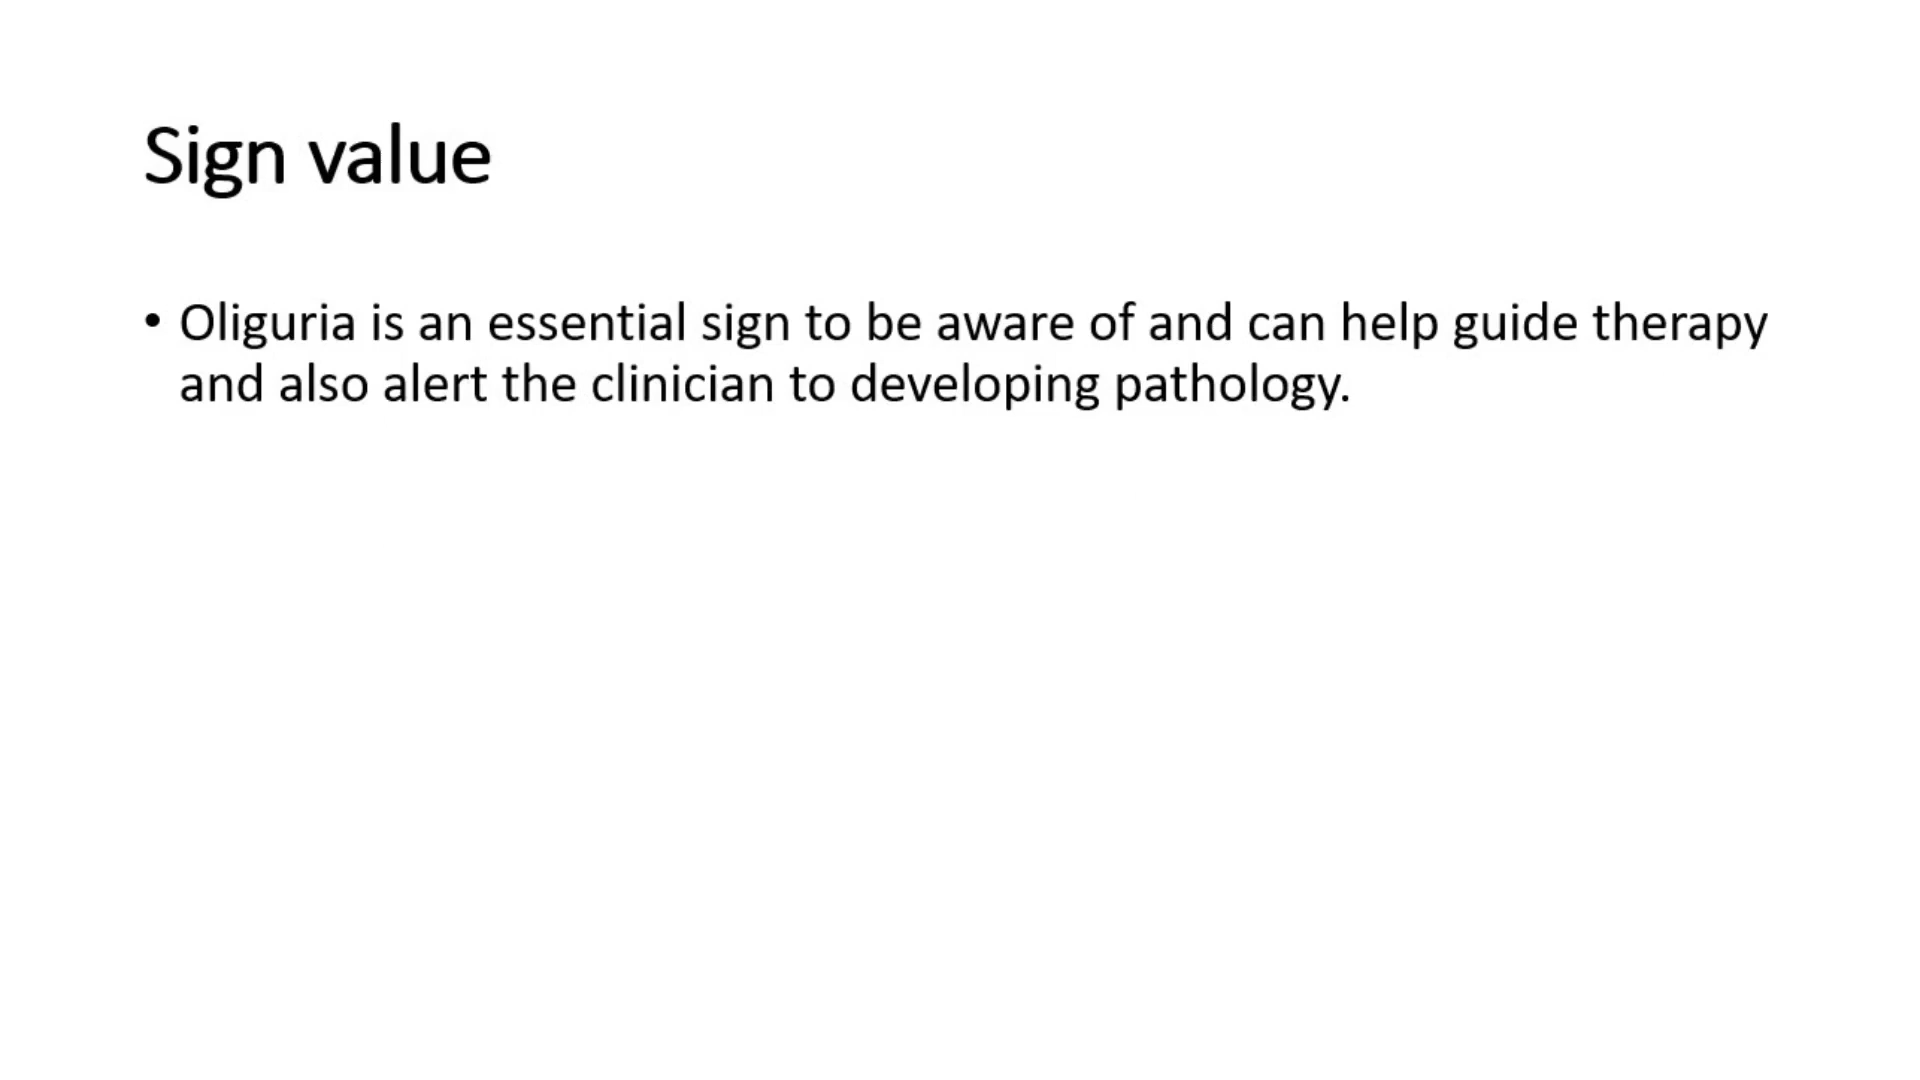 Sign value
• Oliguria is an essential sign to be aware of and can help guide therapy
and also alert the clinician to developing pathology.